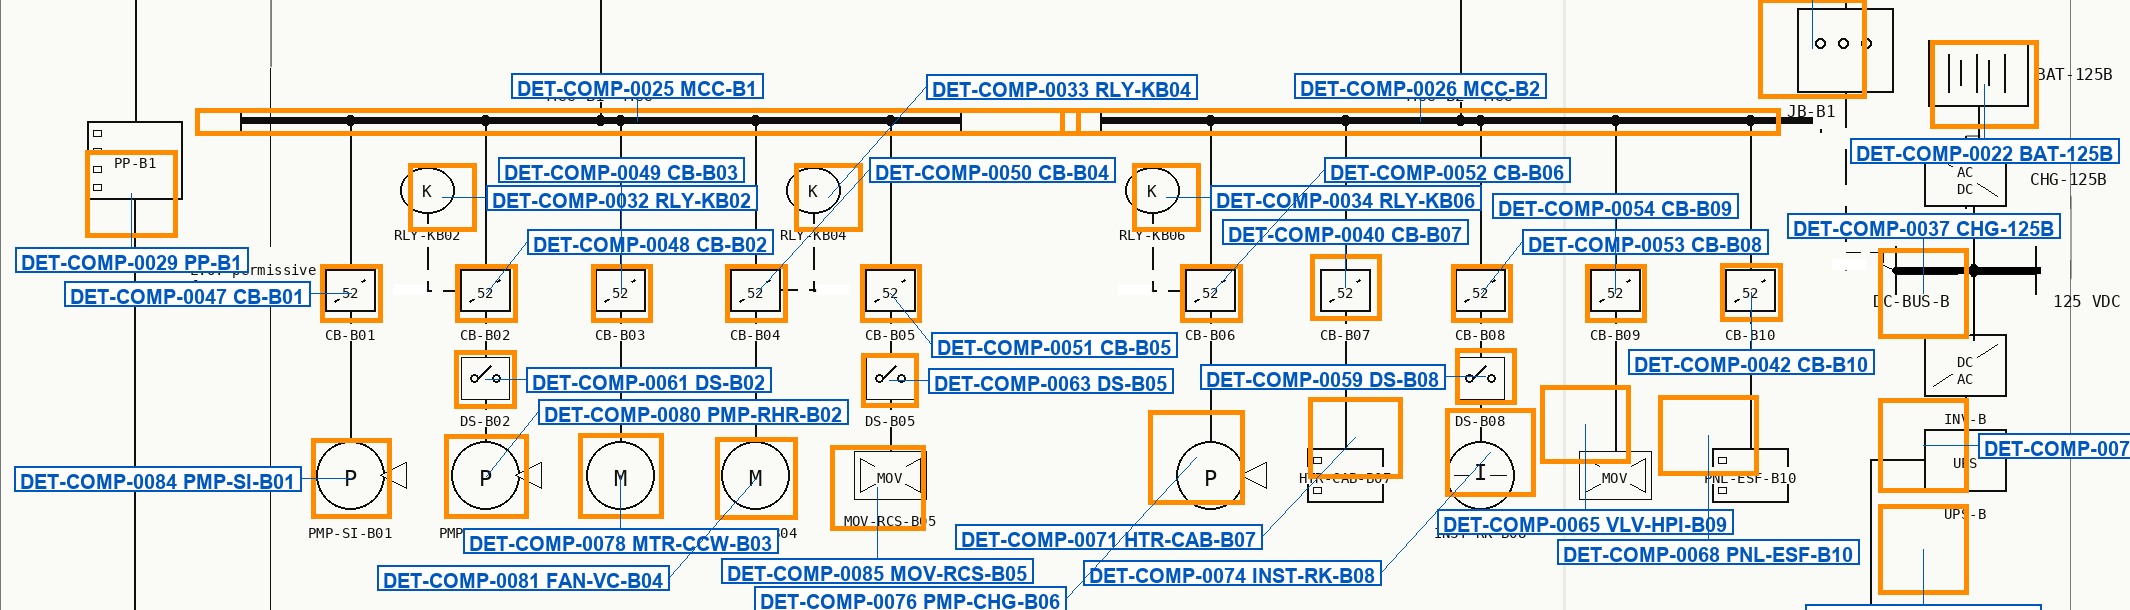 BAT-125B
DET-COMP-0025 MCC-B1
DET-COMP-0033 RLY-KB04
DET-COMP-0026 MCC-B2
JB-B1
PP-B1
DET-COMP-0022 BAT-125B
AC
DC
CHG-125B
DET-COMP-0049 CB-B03
DET-COMP-0050 CB-B04
DET-COMP-0052 CB-B06
K
K
K
DET-COMP-0032 RLY-KB02
DET-COMP-0034 RLY-KB06
DET-COMP-0054 CB-B09
DET-COMP-0037 CHG-125B
RLY-KB02
RLY-KB04
RLY-KB06
DET-COMP-0048 CB-B02
DET-COMP-0040 CB-B07
DET-COMP-0053 CB-B08
DET-COMP-0029 PP-B1
permissive
DET-COMP-0047 CB-B01
52
52
52
52
52
52
52
52
52
52
DC-BUS-B
125 VDC
CB-B01
CB-B02
CB-B03
CB-B04
CB-B05
CB-B06
CB-B07
CB-B08
CB-B09
CB-B10
DET-COMP-0051 CB-B05
DET-COMP-0042 CB-B10
DC
AC
DET-COMP-0061 DS-B02
DET-COMP-0063 DS-B05
DET-COMP-0059 DS-B08
DET-COMP-0080 PMP-RHR-B02
DS-B02
DS-B05
DS-B08
INV-B
DET-COMP-007
UPS
P
P
M
M
MOV
P
HTR-CAB-B07
I
MOV
PNL-ESF-B10
DET-COMP-0084 PMP-SI-B01
UPS-B
MOV-RCS-B05
DET-COMP-0065 VLV-HPI-B09
PMP-SI-B01
PMP
B04
DET-COMP-0078 MTR-CCW-B03
DET-COMP-0071 HTR-CAB-B07
DET-COMP-0068 PNL-ESF-B10
DET-COMP-0081 FAN-VC-B04
DET-COMP-0085 MOV-RCS-B05
DET-COMP-0074 INST-RK-B08
DET-COMP-0076 PMP-CHG-B06